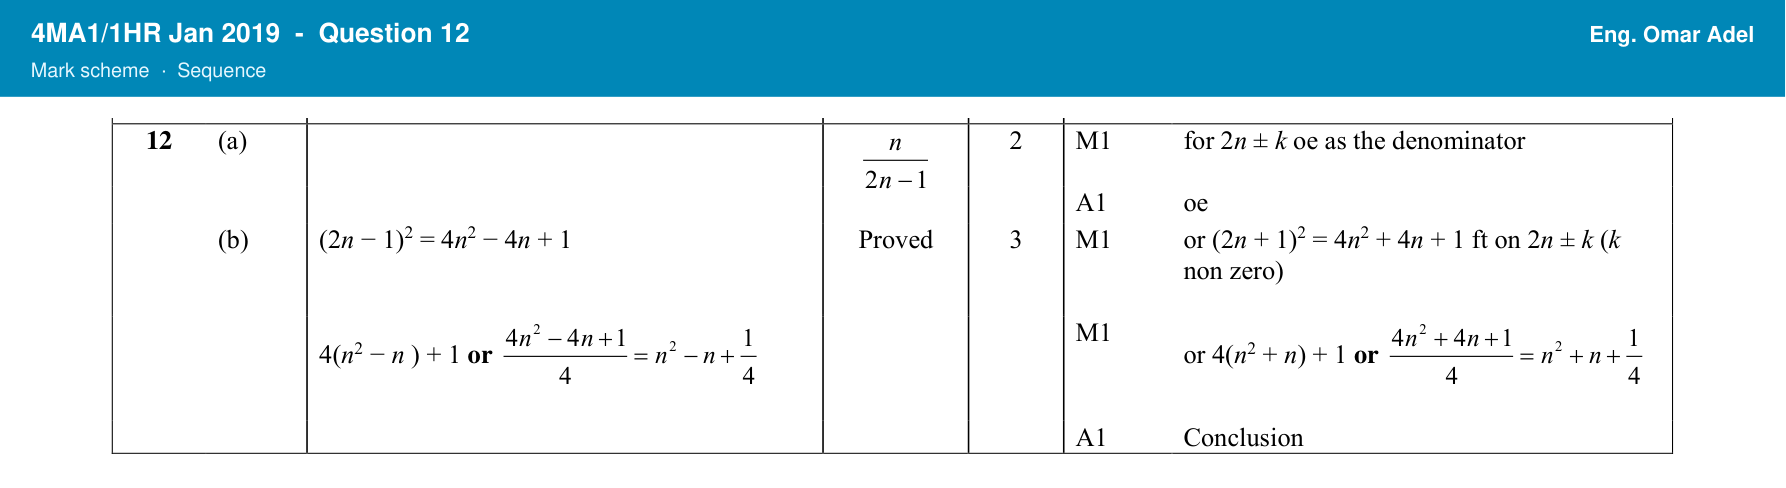 4MA1/1HR Jan 2019 - Question 12
Eng. Omar Adel
Mark scheme · Sequence
12 (a) n/(2n − 1) 2 M1 for 2n ± k oe as the denominator
A1 oe
(b) (2n − 1)² = 4n² − 4n + 1 Proved 3 M1 or (2n + 1)² = 4n² + 4n + 1 ft on 2n ± k (k
non zero)
4(n² − n ) + 1 or (4n² − 4n + 1)/4 = n² − n + 1/4 M1 or 4(n² + n) + 1 or (4n² + 4n + 1)/4 = n² + n + 1/4
A1 Conclusion